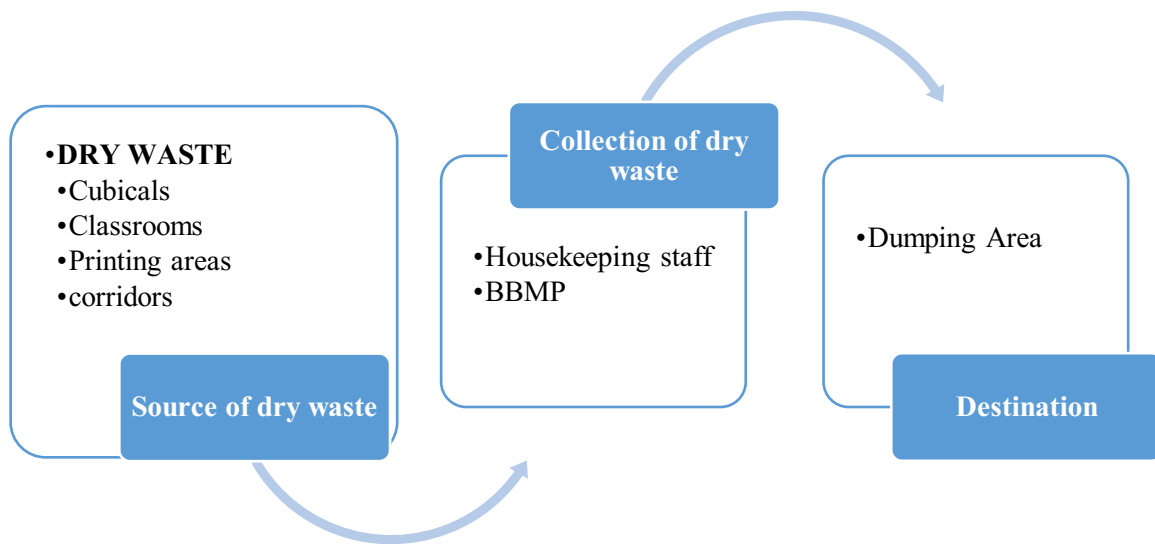 •DRY WASTE
•Cubicals
•Classrooms
•Printing areas
•corridors
Source of dry waste
Collection of dry
waste
•Housekeeping staff
•BBMP
•Dumping Area
Destination